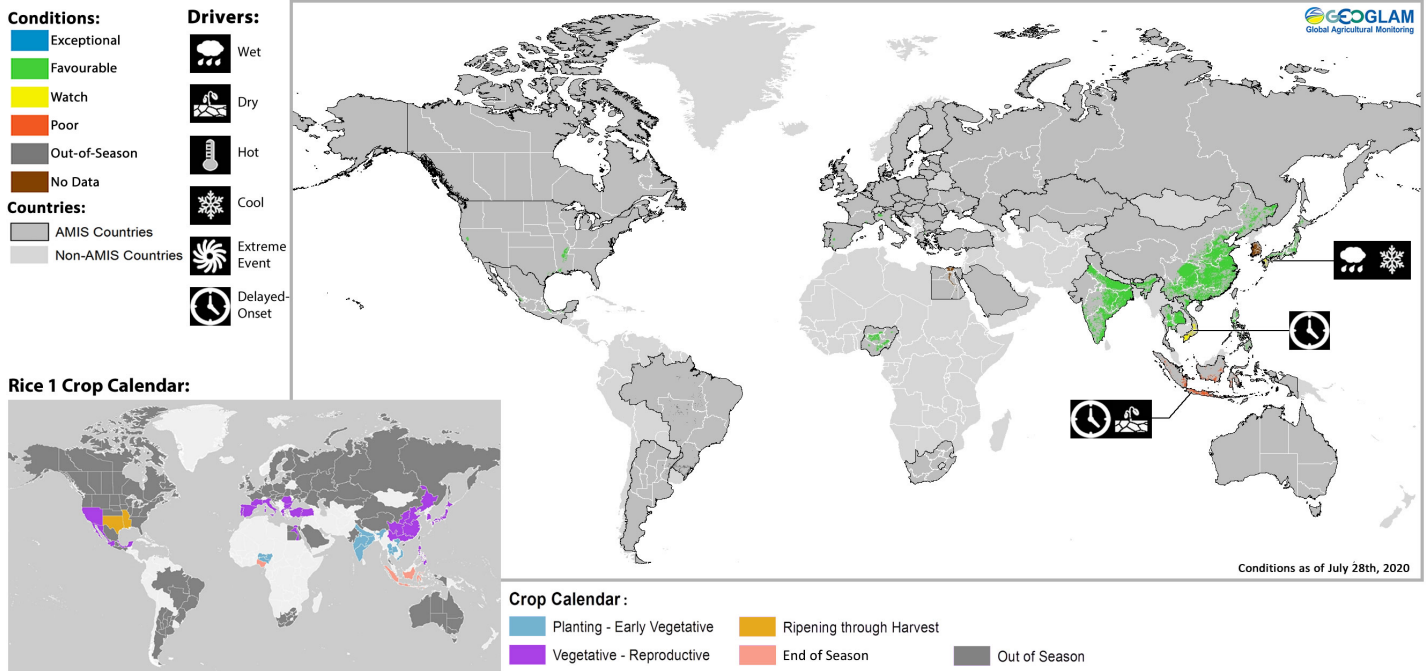 Conditions:
Exceptional
Favourable
Watch
Poor
Out-of-Season
No Data
Countries:
AMIS Countries
Non-AMIS Countries
Drivers:
Wet
Dry
Hot
Cool
Extreme
Event
Delayed-
Onset
GEOGLAM
Global Agricultural Monitoring
Rice 1 Crop Calendar:
Conditions as of July 28th, 2020
Crop Calendar :
Planting - Early Vegetative
Ripening through Harvest
Vegetative - Reproductive
End of Season
Out of Season